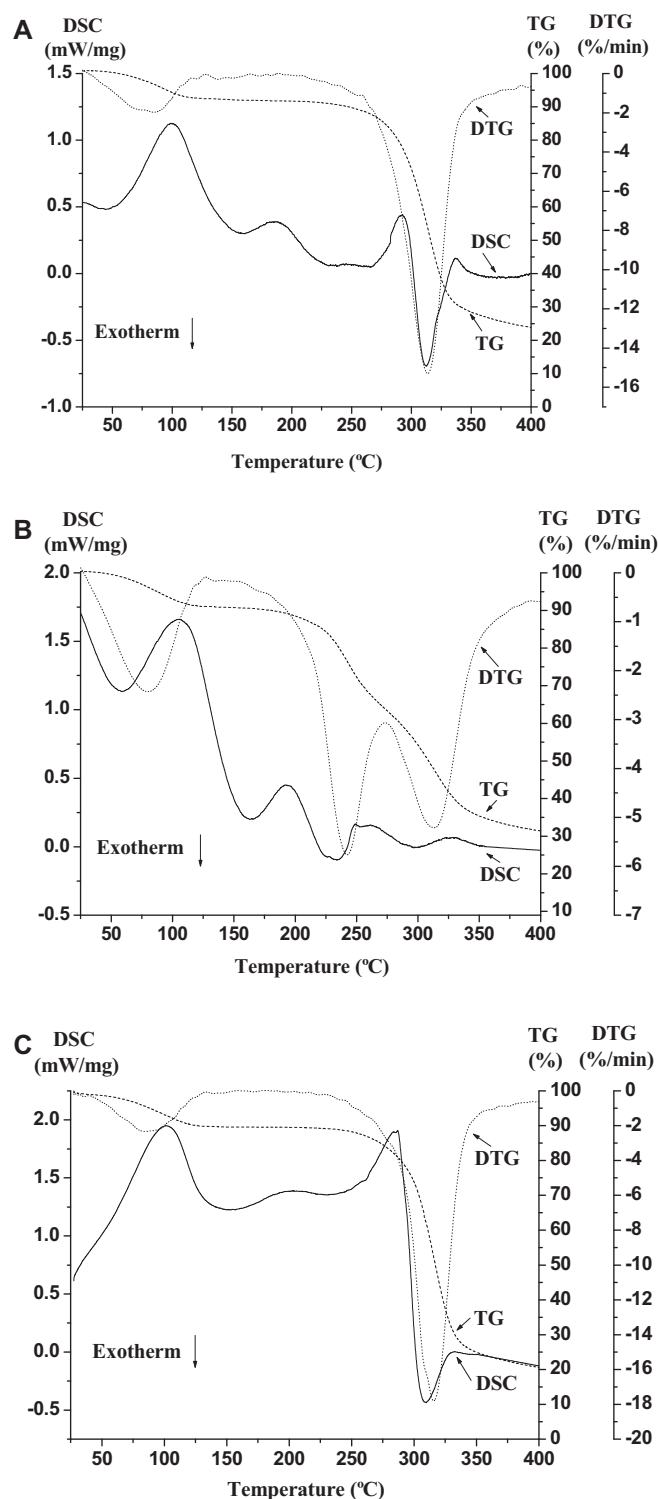 A
DSC TG DTG
(mW/mg) (%) (%/min)
1.5 100 0
90 -2
1.0 80
DTG -4
70
0.5 60 -6
50 -8
DSC
0.0 40 -10
30 -12
Exotherm TG
-0.5 20 -14
10 -16
-1.0 0
50 100 150 200 250 300 350 400
Temperature (ºC)
B
DSC TG DTG
(mW/mg) (%) (%/min)
2.0 100 0
90 -1
1.5 80
70 -2
DTG
1.0 60 -3
50
0.5 40 -4
TG
30 -5
0.0
Exotherm DSC
20 -6
-0.5 10 -7
50 100 150 200 250 300 350 400
Temperature (ºC)
C
DSC TG DTG
(mW/mg) (%) (%/min)
100 0
2.0 90 -2
80 -4
DTG
1.5 70 -6
60 -8
1.0 50 -10
40 -12
0.5
TG
30 -14
Exotherm
0.0 20 -16
DSC
10 -18
-0.5
0 -20
50 100 150 200 250 300 350 400
Temperature (ºC)